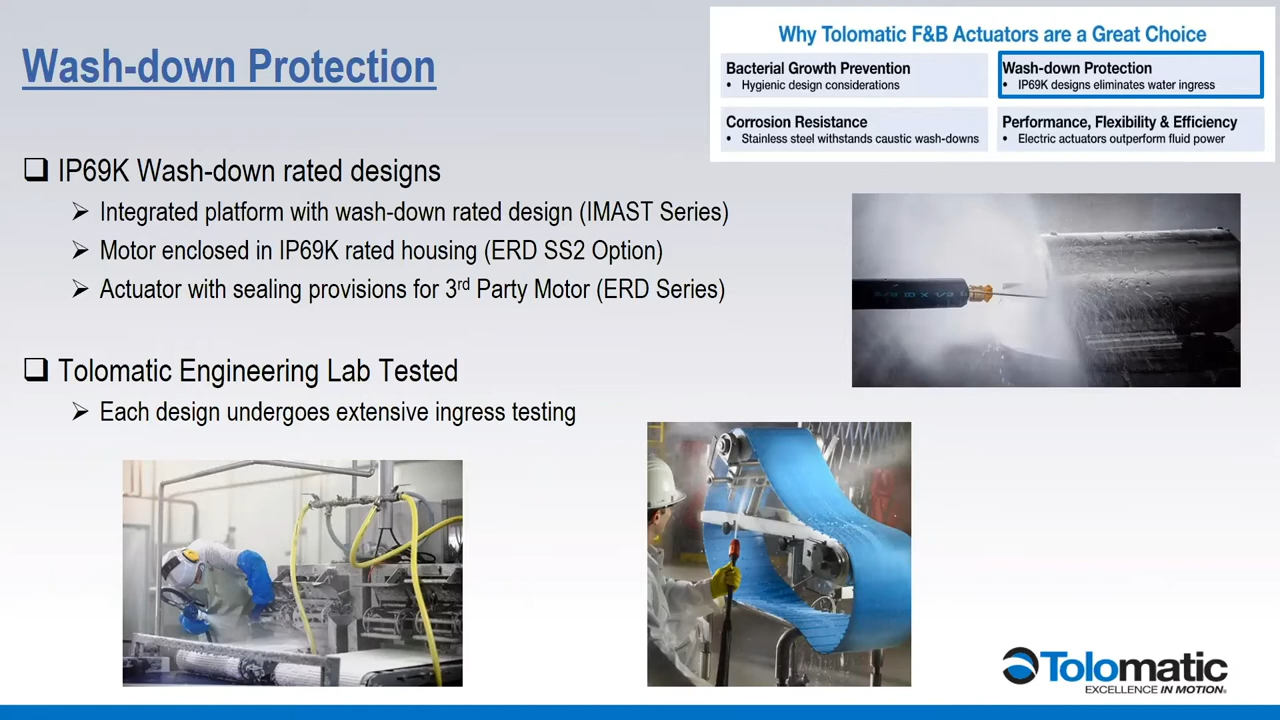 Wash-down Protection
Why Tolomatic F&B Actuators are a Great Choice
Bacterial Growth Prevention
• Hygienic design considerations
Wash-down Protection
• IP69K designs eliminates water ingress
Corrosion Resistance
• Stainless steel withstands caustic wash-downs
Performance, Flexibility & Efficiency
• Electric actuators outperform fluid power
❑ IP69K Wash-down rated designs
➢ Integrated platform with wash-down rated design (IMAST Series)
➢ Motor enclosed in IP69K rated housing (ERD SS2 Option)
➢ Actuator with sealing provisions for 3rd Party Motor (ERD Series)
❑ Tolomatic Engineering Lab Tested
➢ Each design undergoes extensive ingress testing
Tolomatic
EXCELLENCE IN MOTION®